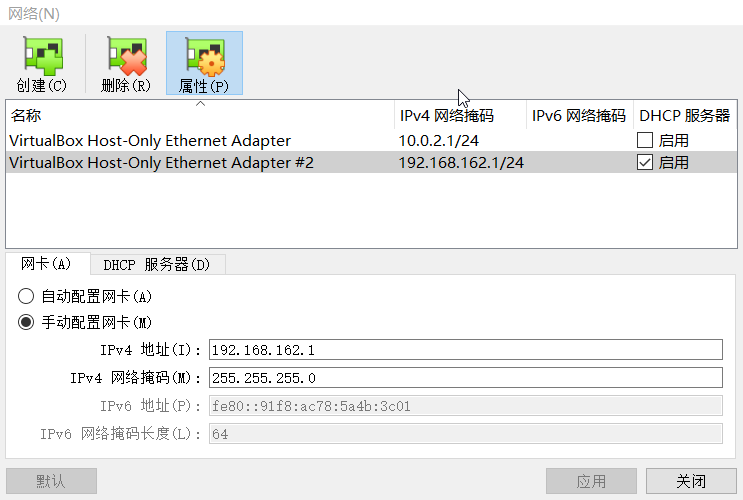 网络(N)
创建(C) 删除(R) 属性(P)
名称 IPv4 网络掩码 IPv6 网络掩码 DHCP 服务器
VirtualBox Host-Only Ethernet Adapter 10.0.2.1/24 启用
VirtualBox Host-Only Ethernet Adapter #2 192.168.162.1/24 启用
网卡(A) DHCP 服务器(D)
自动配置网卡(A)
手动配置网卡(M)
IPv4 地址(I): 192.168.162.1
IPv4 网络掩码(M): 255.255.255.0
IPv6 地址(P): fe80::91f8:ac78:5a4b:3c01
IPv6 网络掩码长度(L): 64
默认 应用 关闭